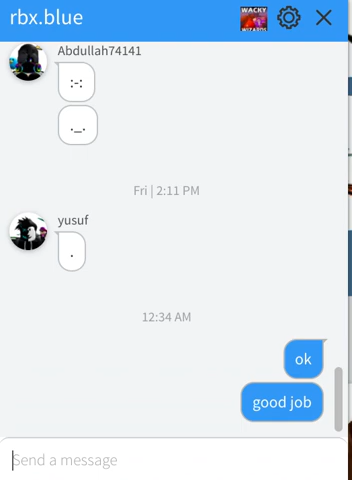 rbx.blue
WACKY
WIZARDS
Abdullah74141
:-:
._.
Fri | 2:11 PM
yusuf
.
12:34 AM
ok
good job
Send a message